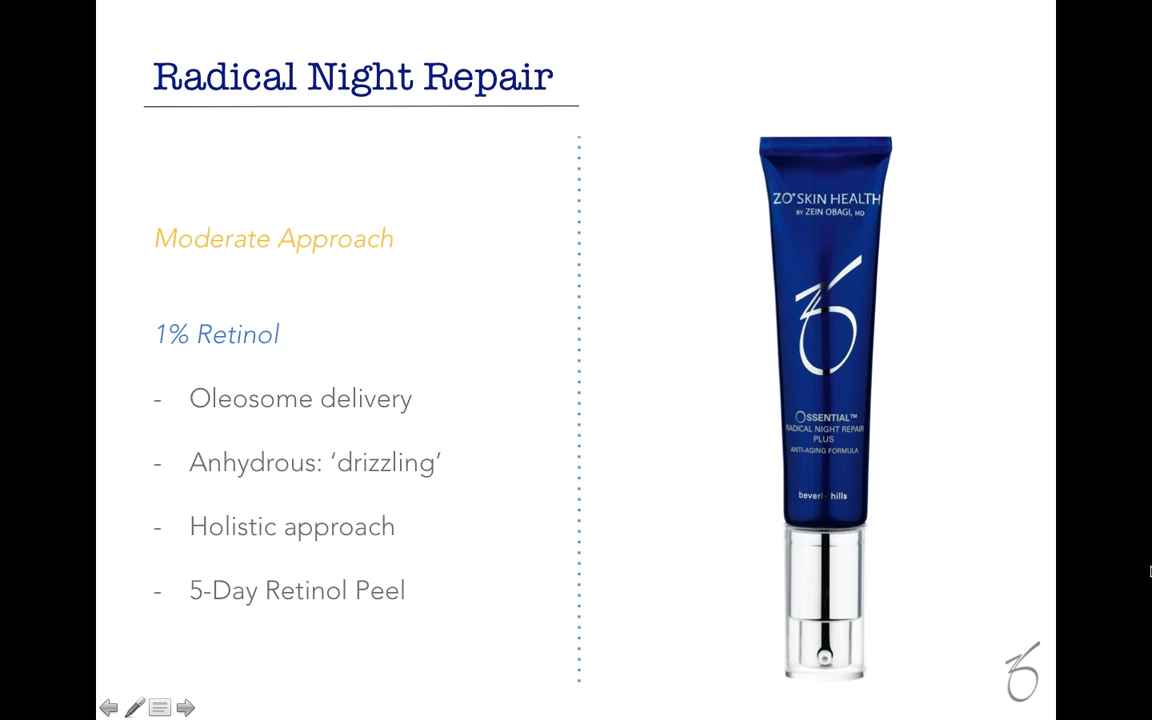 Radical Night Repair
Moderate Approach
1% Retinol
- Oleosome delivery
- Anhydrous: ‘drizzling’
- Holistic approach
- 5-Day Retinol Peel
ZO® SKIN HEALTH
BY ZEIN OBAGI, MD
OSSENTIAL™
RADICAL NIGHT REPAIR
PLUS
ANTI-AGING FORMULA
beverly hills